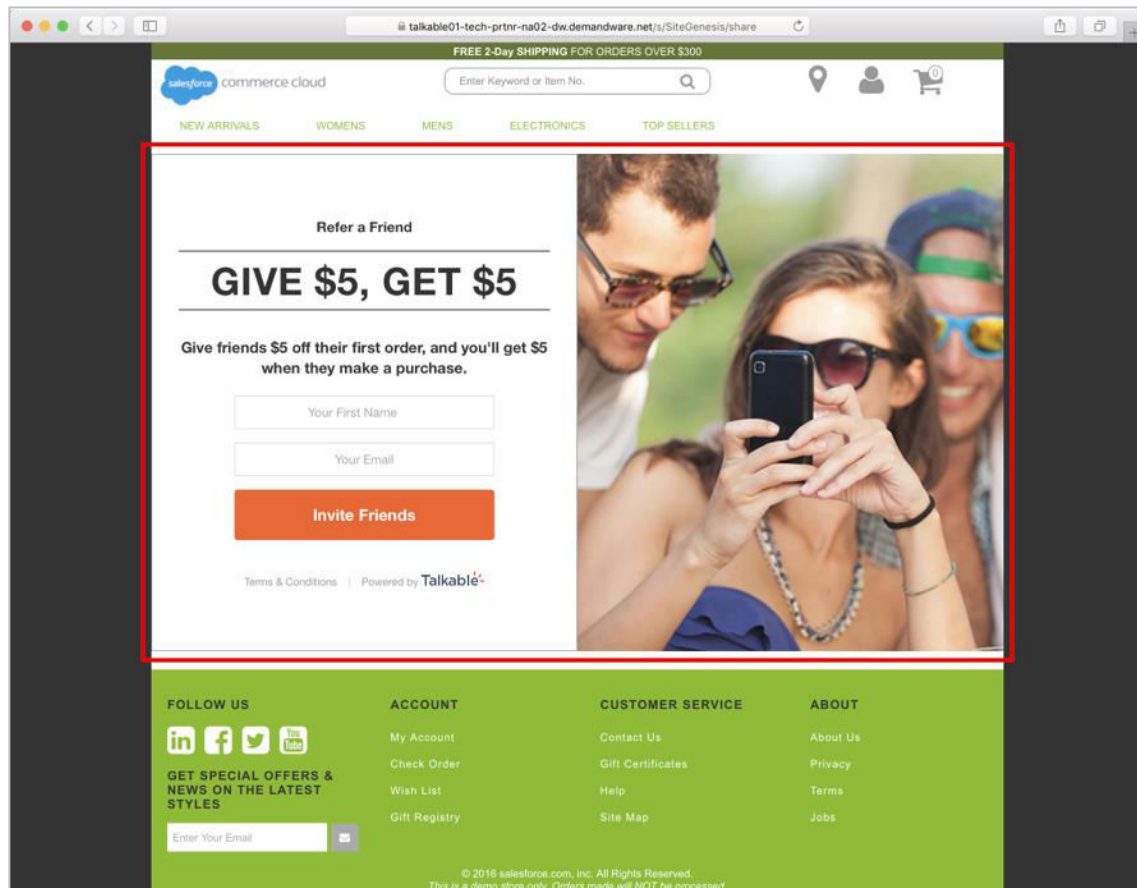 talkable01-tech-prtnr-na02-dw.demandware.net/s/SiteGenesis/share
FREE 2-Day SHIPPING FOR ORDERS OVER $300
salesforce commerce cloud
Enter Keyword or Item No.
0
NEW ARRIVALS WOMENS MENS ELECTRONICS TOP SELLERS
Refer a Friend
GIVE $5, GET $5
Give friends $5 off their first order, and you'll get $5
when they make a purchase.
Your First Name
Your Email
Invite Friends
Terms & Conditions | Powered by Talkable
FOLLOW US
in f You Tube
GET SPECIAL OFFERS &
NEWS ON THE LATEST
STYLES
Enter Your Email
ACCOUNT
My Account
Check Order
Wish List
Gift Registry
CUSTOMER SERVICE
Contact Us
Gift Certificates
Help
Site Map
ABOUT
About Us
Privacy
Terms
Jobs
© 2016 salesforce.com, inc. All Rights Reserved.
This is a demo store only. Orders made will NOT be processed.